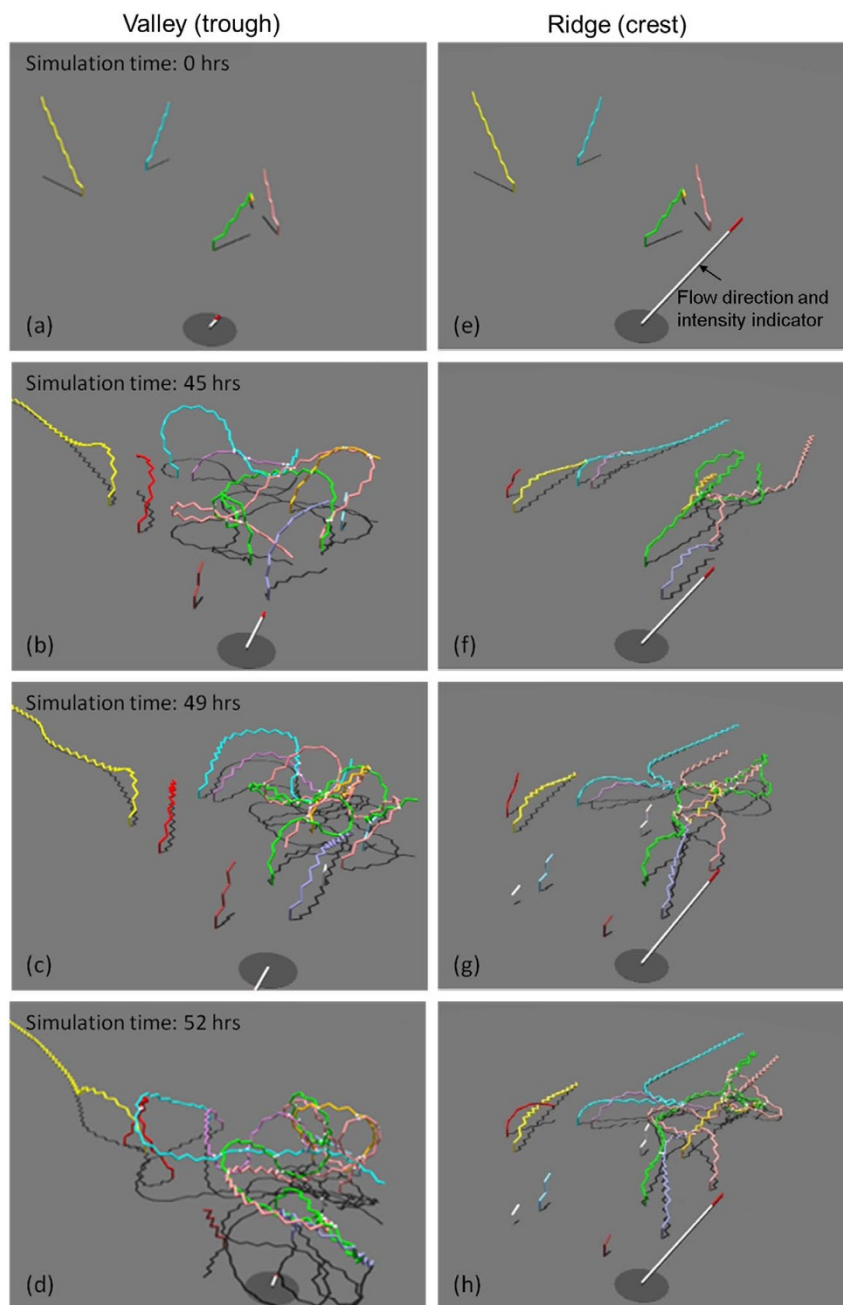 Valley (trough)
Ridge (crest)
Simulation time: 0 hrs
(a)
(e)
Flow direction and
intensity indicator
Simulation time: 45 hrs
(b)
(f)
Simulation time: 49 hrs
(c)
(g)
Simulation time: 52 hrs
(d)
(h)